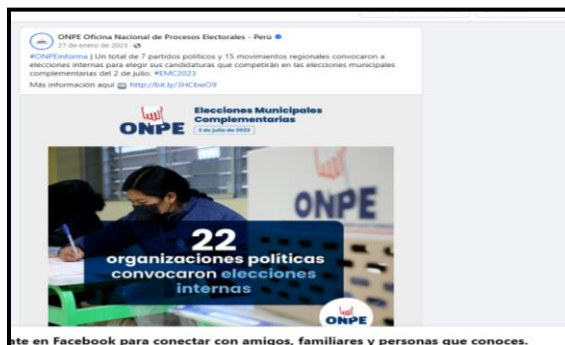 ONPE Oficina Nacional de Procesos Electorales - Perú
27 de enero de 2023
#ONPEinforma | Un total de 7 partidos políticos y 15 movimientos regionales convocaron a
elecciones internas para elegir sus candidaturas que competirán en las elecciones municipales
complementarias del 2 de julio. #EMC2023
Más información aquí http://bit.ly/3HCbwO9
ONPE
Elecciones Municipales
Complementarias
2 de julio de 2023
ONPE
22
organizaciones políticas
convocaron elecciones
internas
ONPE
ate en Facebook para conectar con amigos, familiares y personas que conoces.